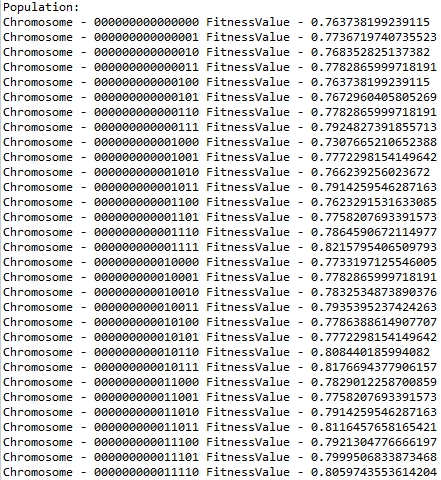 Population:
Chromosome - 000000000000000 FitnessValue - 0.763738199239115
Chromosome - 000000000000001 FitnessValue - 0.7736719740735523
Chromosome - 000000000000010 FitnessValue - 0.768352825137382
Chromosome - 000000000000011 FitnessValue - 0.7782865999718191
Chromosome - 000000000000100 FitnessValue - 0.763738199239115
Chromosome - 000000000000101 FitnessValue - 0.7672960405805269
Chromosome - 000000000000110 FitnessValue - 0.7782865999718191
Chromosome - 000000000000111 FitnessValue - 0.7924827391855713
Chromosome - 000000000001000 FitnessValue - 0.7307665210652388
Chromosome - 000000000001001 FitnessValue - 0.7772298154149642
Chromosome - 000000000001010 FitnessValue - 0.766239256023672
Chromosome - 000000000001011 FitnessValue - 0.7914259546287163
Chromosome - 000000000001100 FitnessValue - 0.7623291531633085
Chromosome - 000000000001101 FitnessValue - 0.7758207693391573
Chromosome - 000000000001110 FitnessValue - 0.7864590672114977
Chromosome - 000000000001111 FitnessValue - 0.8215795406509793
Chromosome - 000000000010000 FitnessValue - 0.7733197125546005
Chromosome - 000000000010001 FitnessValue - 0.7782865999718191
Chromosome - 000000000010010 FitnessValue - 0.7832534873890376
Chromosome - 000000000010011 FitnessValue - 0.7935395237424263
Chromosome - 000000000010100 FitnessValue - 0.7786388614907707
Chromosome - 000000000010101 FitnessValue - 0.7772298154149642
Chromosome - 000000000010110 FitnessValue - 0.808440185994082
Chromosome - 000000000010111 FitnessValue - 0.8176694377906157
Chromosome - 000000000011000 FitnessValue - 0.7829012258700859
Chromosome - 000000000011001 FitnessValue - 0.7758207693391573
Chromosome - 000000000011010 FitnessValue - 0.7914259546287163
Chromosome - 000000000011011 FitnessValue - 0.8116457658165421
Chromosome - 000000000011100 FitnessValue - 0.7921304776666197
Chromosome - 000000000011101 FitnessValue - 0.7999506833873468
Chromosome - 000000000011110 FitnessValue - 0.8059743553614204